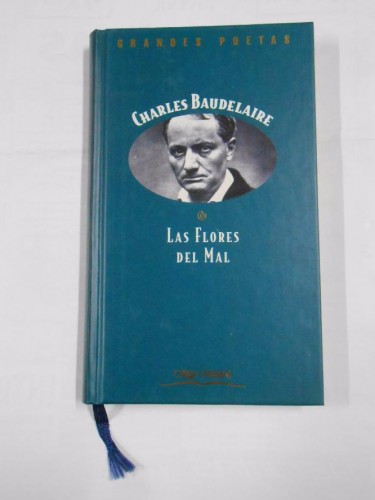 GRANDES POETAS
CHARLES BAUDELAIRE
LAS FLORES
DEL MAL